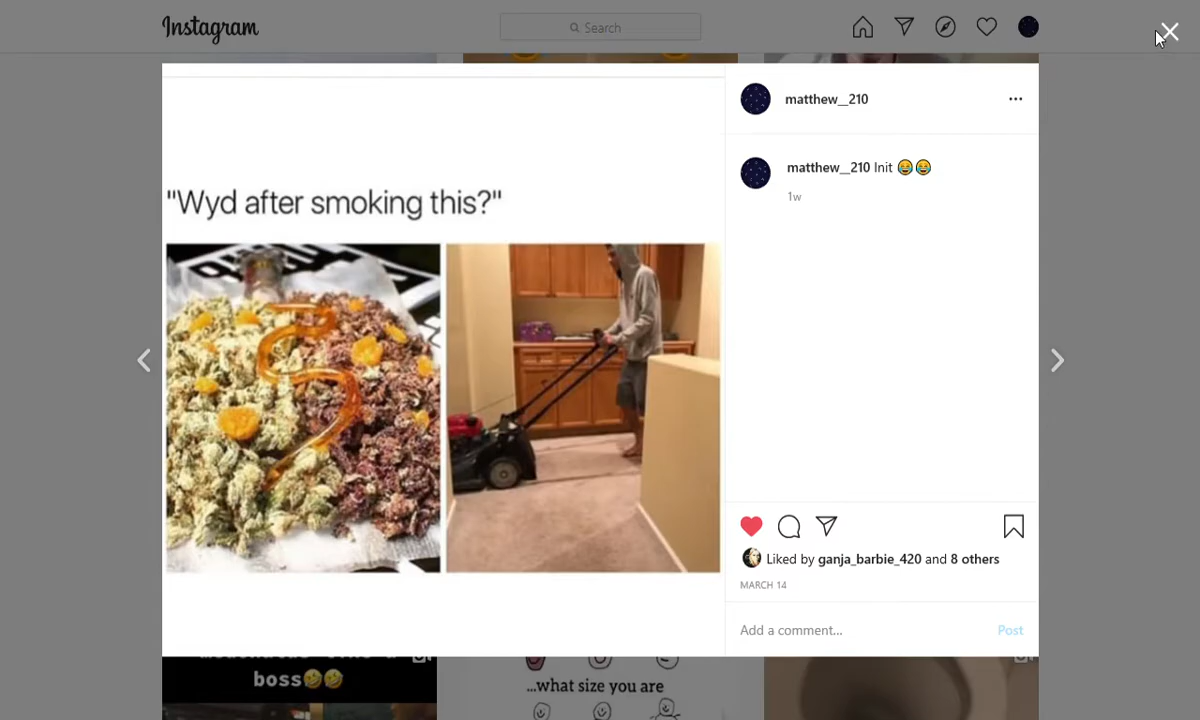 Instagram
Search
matthew__210
matthew__210 Init 😂😂
1w
"Wyd after smoking this?"
Liked by ganja_barbie_420 and 8 others
MARCH 14
Add a comment...
Post
boss🤣🤣
...what size you are